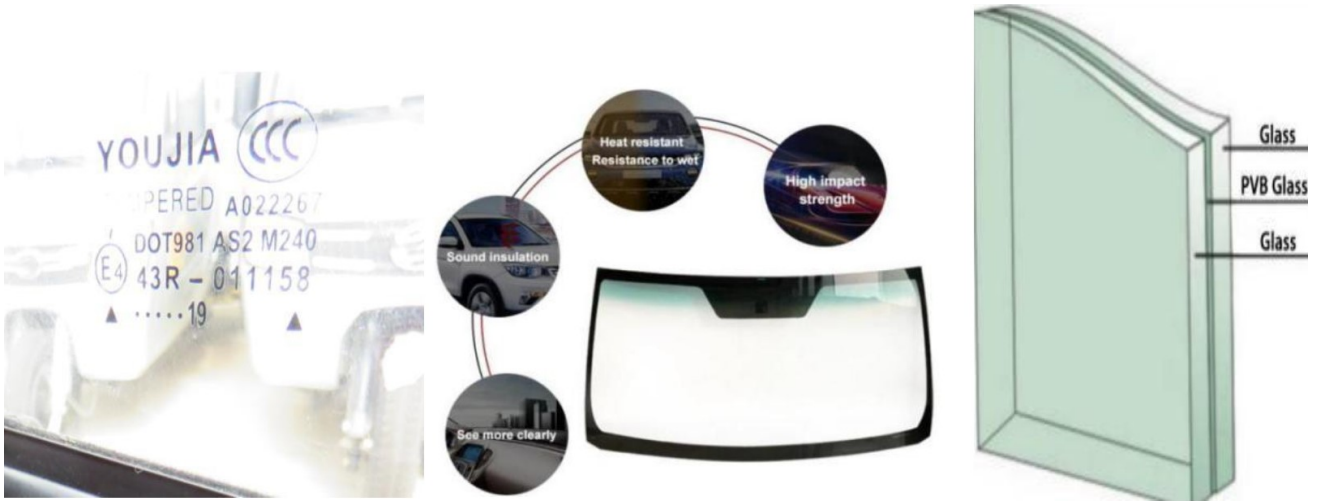 YOUJIA CCC
MPERED A022267
DOT981 AS2 M240
E4 43R - 011158
▲ ·····19 ▲
Heat resistant
Resistance to wet
High impact
strength
Sound insulation
See more clearly
Glass
PVB Glass
Glass